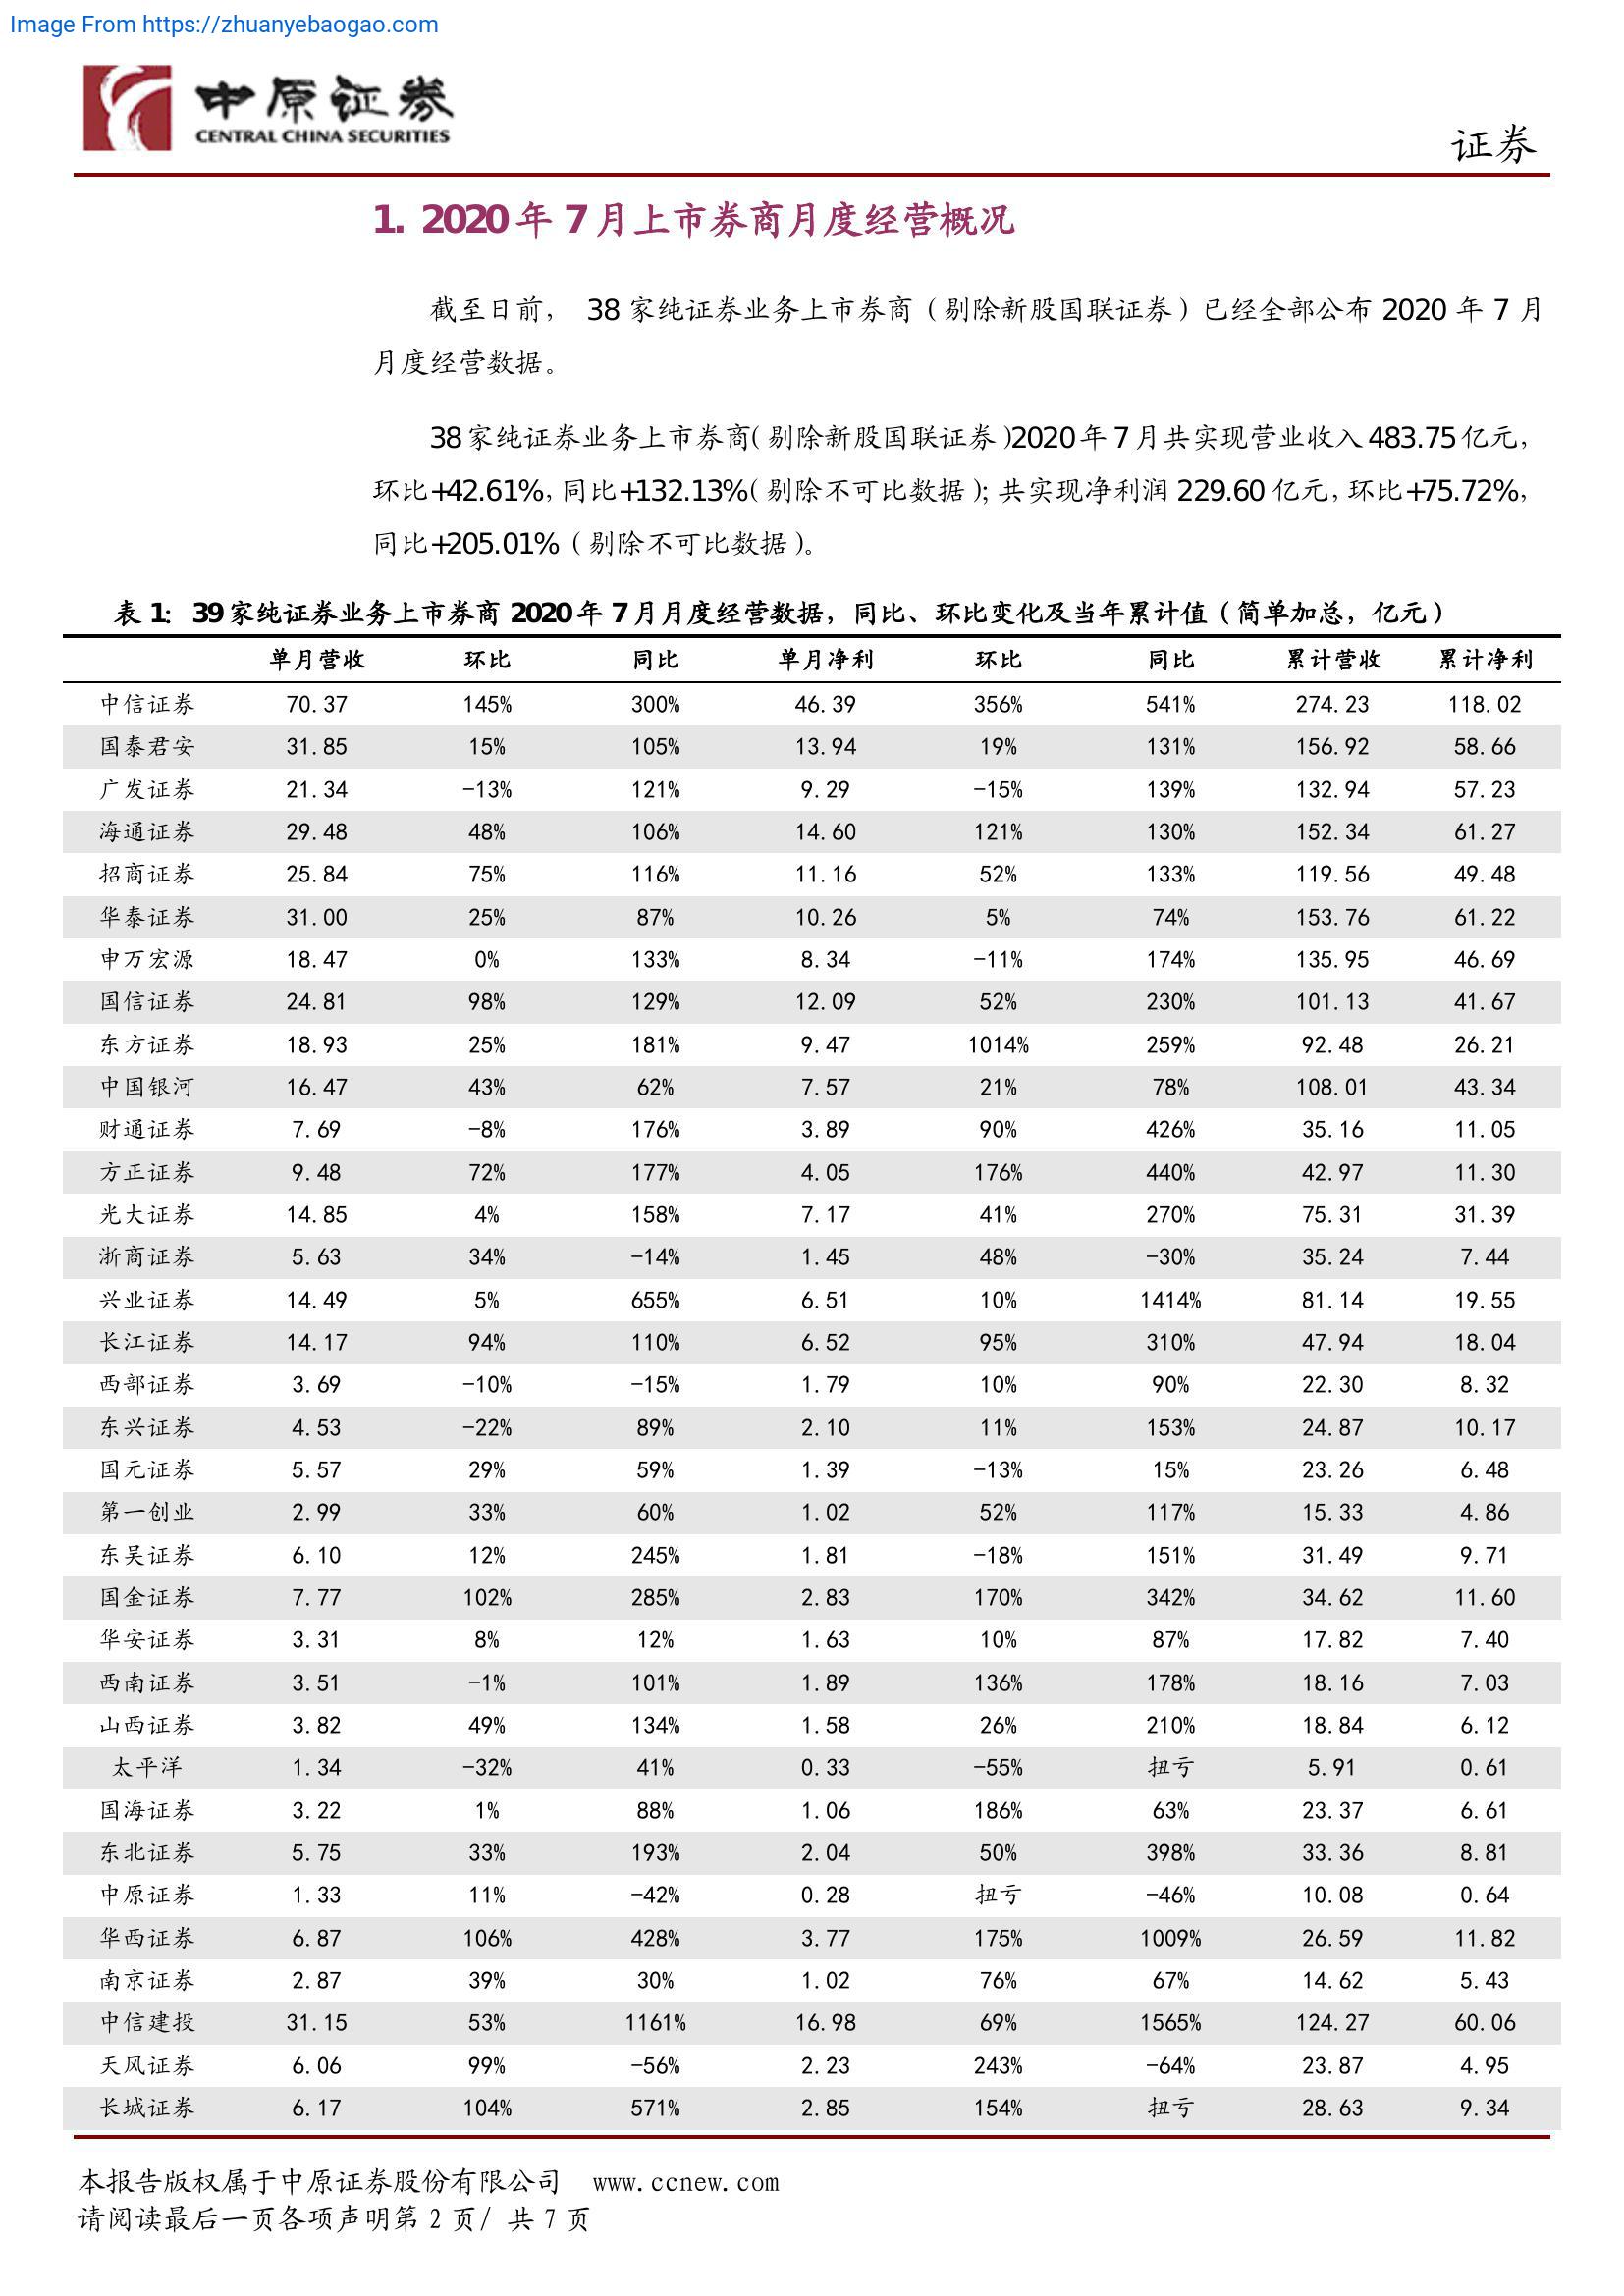 Image From https://zhuanyebaogao.com
中原证券
CENTRAL CHINA SECURITIES
证券
1. 2020 年 7 月上市券商月度经营概况
截至日前， 38 家纯证券业务上市券商（剔除新股国联证券）已经全部公布 2020 年 7 月
月度经营数据。
38 家纯证券业务上市券商（剔除新股国联证券）2020 年 7 月共实现营业收入 483.75 亿元，
环比+42.61%，同比+132.13%（剔除不可比数据）；共实现净利润 229.60 亿元，环比+75.72%，
同比+205.01%（剔除不可比数据）。
表 1： 39 家纯证券业务上市券商 2020 年 7 月月度经营数据，同比、环比变化及当年累计值（简单加总，亿元）
单月营收 环比 同比 单月净利 环比 同比 累计营收 累计净利
中信证券 70.37 145% 300% 46.39 356% 541% 274.23 118.02
国泰君安 31.85 15% 105% 13.94 19% 131% 156.92 58.66
广发证券 21.34 -13% 121% 9.29 -15% 139% 132.94 57.23
海通证券 29.48 48% 106% 14.60 121% 130% 152.34 61.27
招商证券 25.84 75% 116% 11.16 52% 133% 119.56 49.48
华泰证券 31.00 25% 87% 10.26 5% 74% 153.76 61.22
申万宏源 18.47 0% 133% 8.34 -11% 174% 135.95 46.69
国信证券 24.81 98% 129% 12.09 52% 230% 101.13 41.67
东方证券 18.93 25% 181% 9.47 1014% 259% 92.48 26.21
中国银河 16.47 43% 62% 7.57 21% 78% 108.01 43.34
财通证券 7.69 -8% 176% 3.89 90% 426% 35.16 11.05
方正证券 9.48 72% 177% 4.05 176% 440% 42.97 11.30
光大证券 14.85 4% 158% 7.17 41% 270% 75.31 31.39
浙商证券 5.63 34% -14% 1.45 48% -30% 35.24 7.44
兴业证券 14.49 5% 655% 6.51 10% 1414% 81.14 19.55
长江证券 14.17 94% 110% 6.52 95% 310% 47.94 18.04
西部证券 3.69 -10% -15% 1.79 10% 90% 22.30 8.32
东兴证券 4.53 -22% 89% 2.10 11% 153% 24.87 10.17
国元证券 5.57 29% 59% 1.39 -13% 15% 23.26 6.48
第一创业 2.99 33% 60% 1.02 52% 117% 15.33 4.86
东吴证券 6.10 12% 245% 1.81 -18% 151% 31.49 9.71
国金证券 7.77 102% 285% 2.83 170% 342% 34.62 11.60
华安证券 3.31 8% 12% 1.63 10% 87% 17.82 7.40
西南证券 3.51 -1% 101% 1.89 136% 178% 18.16 7.03
山西证券 3.82 49% 134% 1.58 26% 210% 18.84 6.12
太平洋 1.34 -32% 41% 0.33 -55% 扭亏 5.91 0.61
国海证券 3.22 1% 88% 1.06 186% 63% 23.37 6.61
东北证券 5.75 33% 193% 2.04 50% 398% 33.36 8.81
中原证券 1.33 11% -42% 0.28 扭亏 -46% 10.08 0.64
华西证券 6.87 106% 428% 3.77 175% 1009% 26.59 11.82
南京证券 2.87 39% 30% 1.02 76% 67% 14.62 5.43
中信建投 31.15 53% 1161% 16.98 69% 1565% 124.27 60.06
天风证券 6.06 99% -56% 2.23 243% -64% 23.87 4.95
长城证券 6.17 104% 571% 2.85 154% 扭亏 28.63 9.34
本报告版权属于中原证券股份有限公司 www.ccnew.com
请阅读最后一页各项声明第 2 页/ 共 7 页